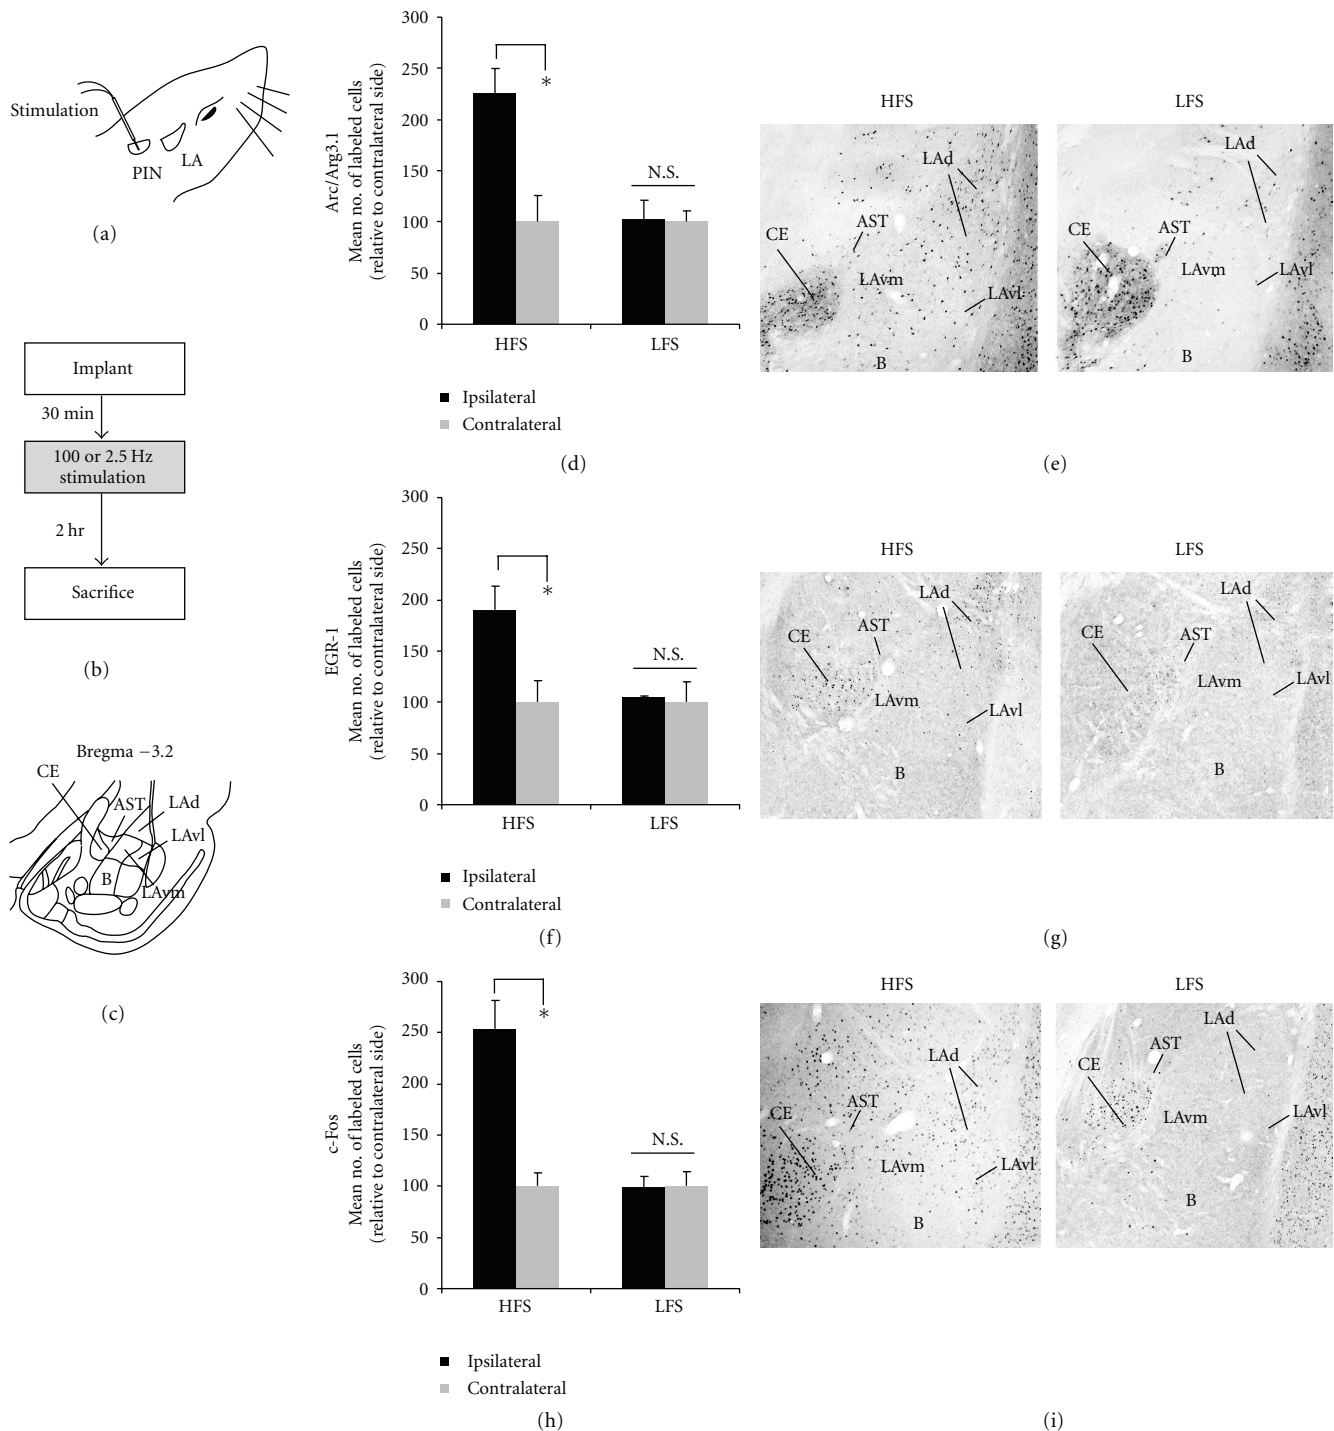 Stimulation
PIN
LA
(a)
Implant
30 min
100 or 2.5 Hz
stimulation
2 hr
Sacrifice
(b)
Bregma −3.2
CE
AST
LAd
LAvl
B
LAvm
(c)
Arc/Arg3.1
Mean no. of labeled cells
(relative to contralateral side)
300
250
200
150
100
50
0
*
N.S.
HFS
LFS
Ipsilateral
Contralateral
(d)
HFS
LAd
CE
AST
LAvm
LAvl
B
LFS
LAd
CE
AST
LAvm
LAvl
B
(e)
EGR-1
Mean no. of labeled cells
(relative to contralateral side)
300
250
200
150
100
50
0
*
N.S.
HFS
LFS
Ipsilateral
Contralateral
(f)
HFS
LAd
CE
AST
LAvm
LAvl
B
LFS
LAd
CE
AST
LAvm
LAvl
B
(g)
c-Fos
Mean no. of labeled cells
(relative to contralateral side)
300
250
200
150
100
50
0
*
N.S.
HFS
LFS
Ipsilateral
Contralateral
(h)
HFS
LAd
CE
AST
LAvm
LAvl
B
LFS
LAd
AST
CE
LAvm
LAvl
B
(i)